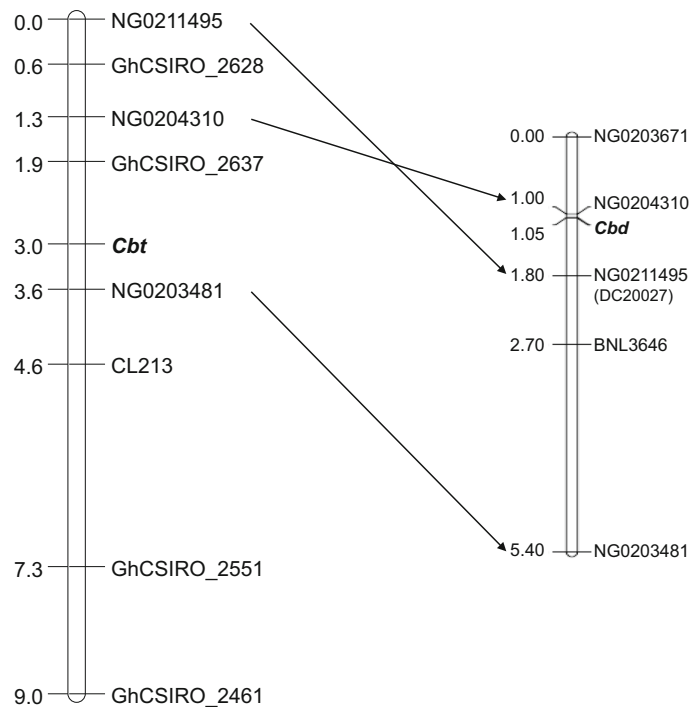 0.0 NG0211495
0.6 GhCSIRO_2628
1.3 NG0204310
1.9 GhCSIRO_2637
3.0 Cbt
3.6 NG0203481
4.6 CL213
7.3 GhCSIRO_2551
9.0 GhCSIRO_2461
0.00 NG0203671
1.00 NG0204310
1.05 Cbd
1.80 NG0211495
(DC20027)
2.70 BNL3646
5.40 NG0203481